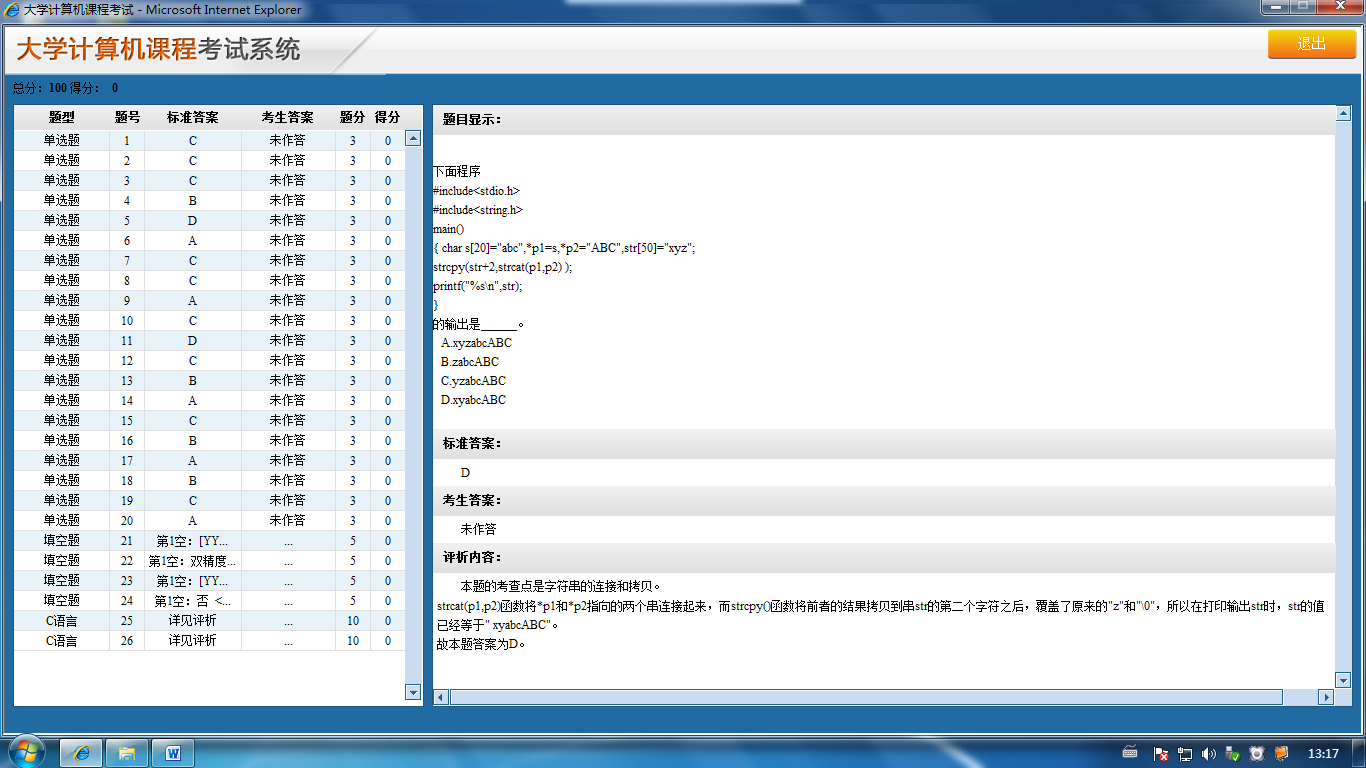 大学计算机课程考试 - Microsoft Internet Explorer
大学计算机课程考试系统
退出
总分：100 得分： 0
题型 题号 标准答案 考生答案 题分 得分
单选题 1 C 未作答 3 0
单选题 2 C 未作答 3 0
单选题 3 C 未作答 3 0
单选题 4 B 未作答 3 0
单选题 5 D 未作答 3 0
单选题 6 A 未作答 3 0
单选题 7 C 未作答 3 0
单选题 8 C 未作答 3 0
单选题 9 A 未作答 3 0
单选题 10 C 未作答 3 0
单选题 11 D 未作答 3 0
单选题 12 C 未作答 3 0
单选题 13 B 未作答 3 0
单选题 14 A 未作答 3 0
单选题 15 C 未作答 3 0
单选题 16 B 未作答 3 0
单选题 17 A 未作答 3 0
单选题 18 B 未作答 3 0
单选题 19 C 未作答 3 0
单选题 20 A 未作答 3 0
填空题 21 第1空：[YY... ... 5 0
填空题 22 第1空：双精度... ... 5 0
填空题 23 第1空：[YY... ... 5 0
填空题 24 第1空：否 <... ... 5 0
C语言 25 详见评析 ... 10 0
C语言 26 详见评析 ... 10 0
题目显示：
下面程序
#include<stdio.h>
#include<string.h>
main()
{ char s[20]="abc",*p1=s,*p2="ABC",str[50]="xyz";
strcpy(str+2,strcat(p1,p2) );
printf("%s\n",str);
}
的输出是______。
A.xyzabcABC
B.zabcABC
C.yzabcABC
D.xyabcABC
标准答案：
D
考生答案：
未作答
评析内容：
本题的考查点是字符串的连接和拷贝。
strcat(p1,p2)函数将*p1和*p2指向的两个串连接起来，而strcpy()函数将前者的结果拷贝到串str的第二个字符之后，覆盖了原来的"z"和"\0"，所以在打印输出str时，str的值
已经等于" xyabcABC"。
故本题答案为D。
13:17